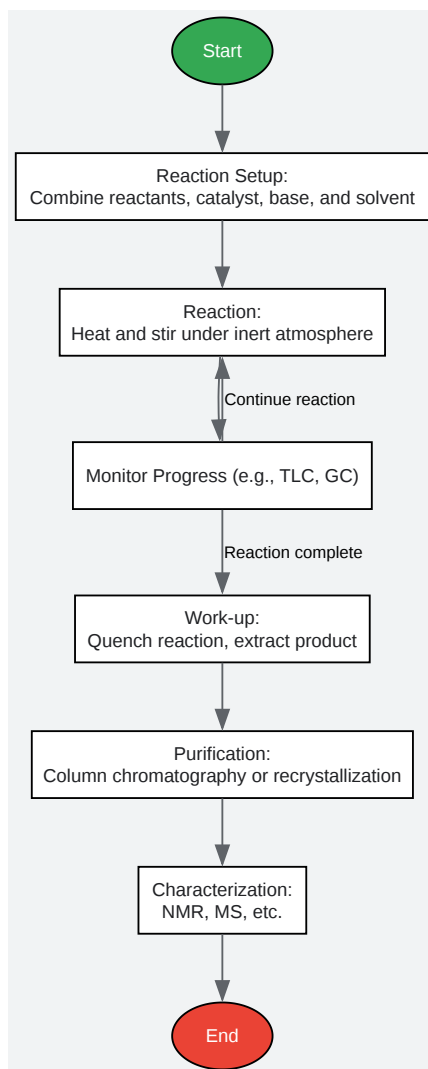 Start
Reaction Setup:
Combine reactants, catalyst, base, and solvent
Reaction:
Heat and stir under inert atmosphere
Continue reaction
Monitor Progress (e.g., TLC, GC)
Reaction complete
Work-up:
Quench reaction, extract product
Purification:
Column chromatography or recrystallization
Characterization:
NMR, MS, etc.
End